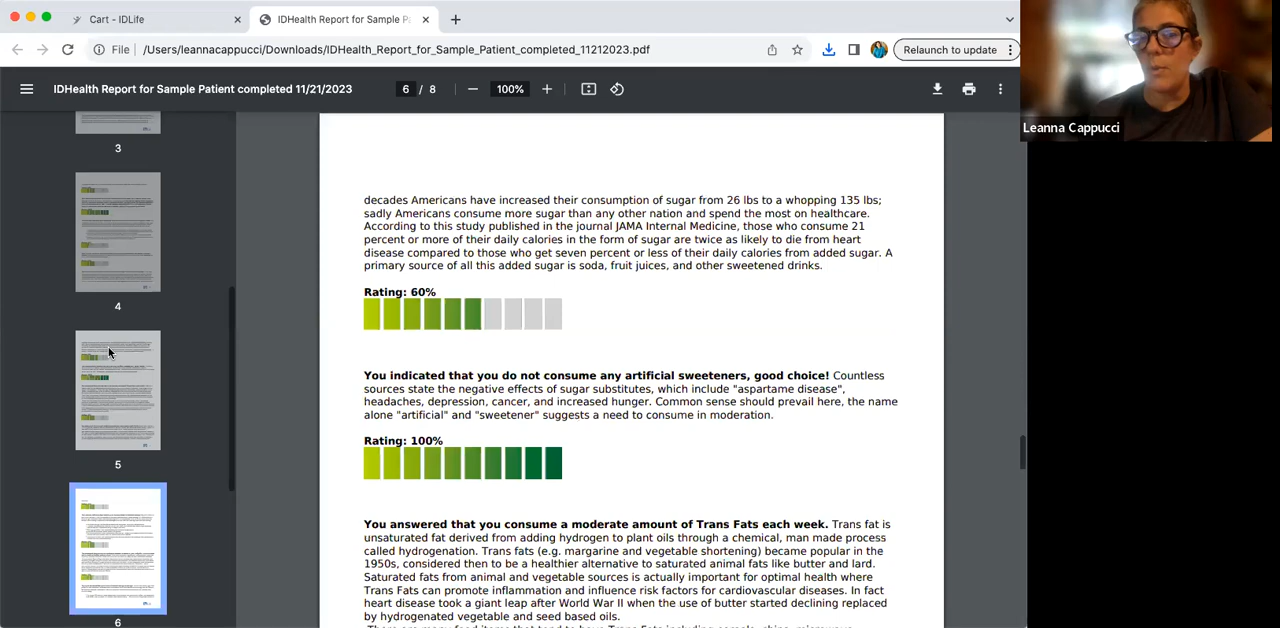 Cart - IDLife
IDHealth Report for Sample Pa
File
/Users/leannacappucci/Downloads/IDHealth_Report_for_Sample_Patient_completed_11212023.pdf
Relaunch to update
IDHealth Report for Sample Patient completed 11/21/2023
6 / 8
100%
Leanna Cappucci
3
4
5
6
decades Americans have increased their consumption of sugar from 26 lbs to a whopping 135 lbs;
sadly Americans consume more sugar than any other nation and spend the most on healthcare.
According to this study published in the journal JAMA Internal Medicine, those who consume 21
percent or more of their daily calories in the form of sugar are twice as likely to die from heart
disease compared to those who get seven percent or less of their daily calories from added sugar. A
primary source of all this added sugar is soda, fruit juices, and other sweetened drinks.
Rating: 60%
You indicated that you do not consume any artificial sweeteners, good choice! Countless
sources state the negative effects of sugar substitutes, which include "aspartame disease",
headaches, depression, cancer, and increased hunger. Common sense should prevail here, the name
alone "artificial" and "sweetener" suggests a need to consume in moderation.
Rating: 100%
You answered that you consume moderate amount of Trans Fats each week. Trans fat is
unsaturated fat derived from adding hydrogen to plant oils through a chemical, man made process
called hydrogenation. Trans fats (e.g. margarine and vegetable shortening) became popular in the
1950s, considered then to be a healthier alternative to saturated animal fats like butter and lard.
Saturated fats from animal and vegetable sources is actually important for optimal health where
Trans Fats can promote inflammation and influence risk factors for cardiovascular diseases. In fact
heart disease took a giant leap after World War II when the use of butter started declining replaced
by hydrogenated vegetable and seed based oils.